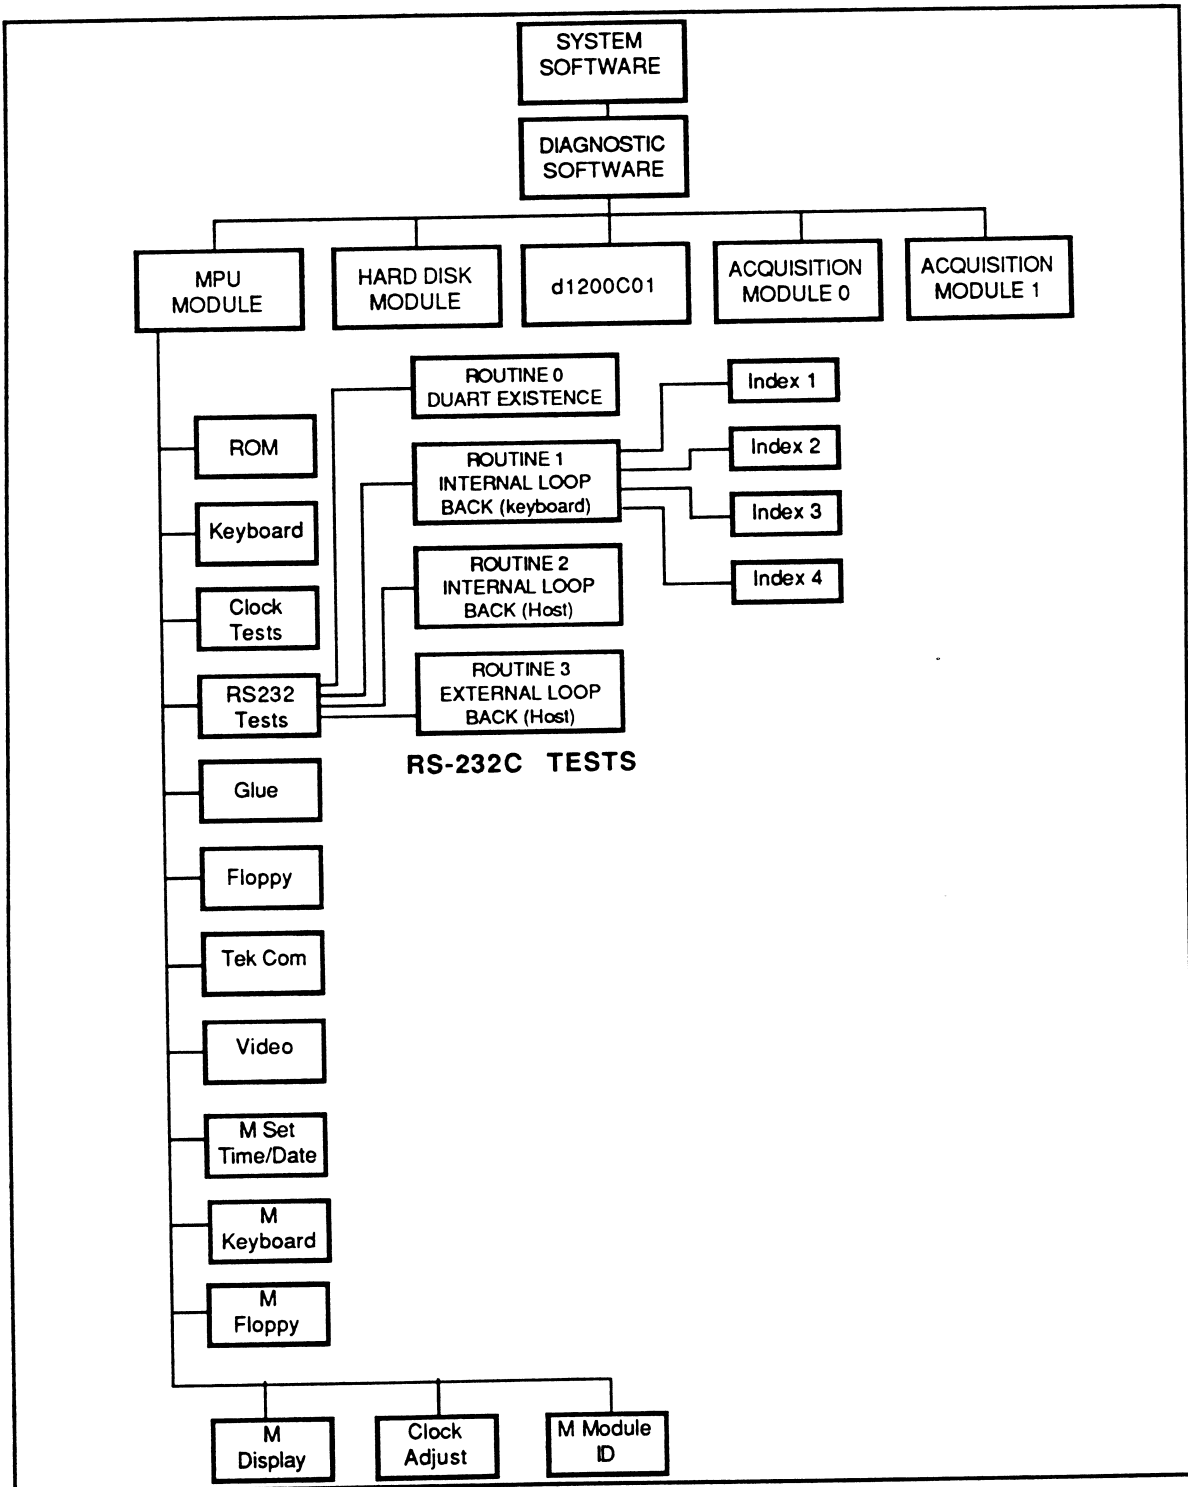 SYSTEM
SOFTWARE
DIAGNOSTIC
SOFTWARE
MPU
MODULE
HARD DISK
MODULE
d1200C01
ACQUISITION
MODULE 0
ACQUISITION
MODULE 1
ROM
Keyboard
Clock
Tests
RS232
Tests
Glue
Floppy
Tek Com
Video
M Set
Time/Date
M
Keyboard
M
Floppy
ROUTINE 0
DUART EXISTENCE
ROUTINE 1
INTERNAL LOOP
BACK (keyboard)
ROUTINE 2
INTERNAL LOOP
BACK (Host)
ROUTINE 3
EXTERNAL LOOP
BACK (Host)
RS-232C TESTS
Index 1
Index 2
Index 3
Index 4
M
Display
Clock
Adjust
M Module
ID